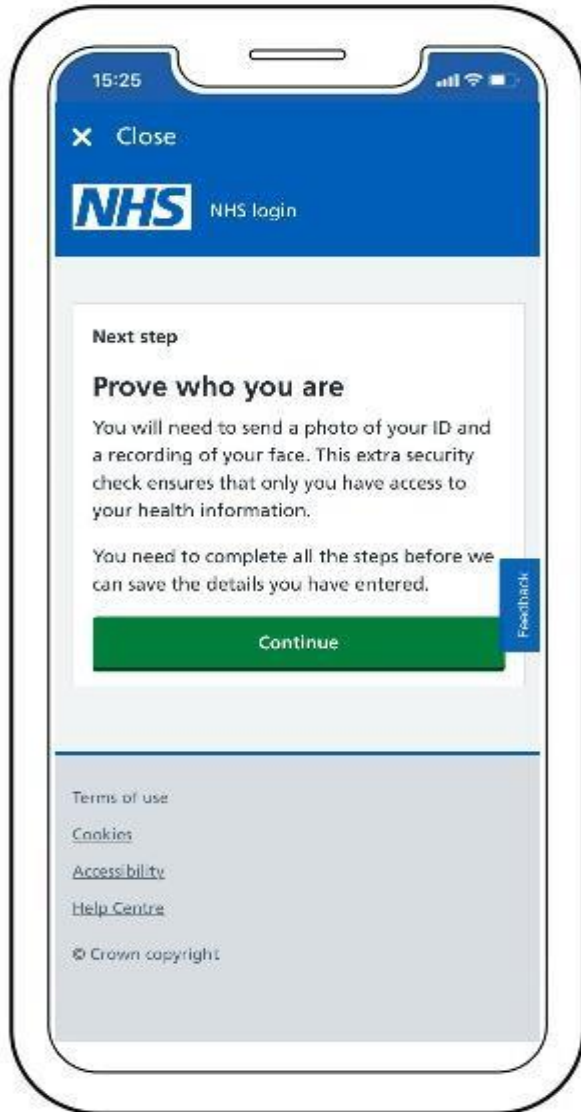 15:25
× Close
NHS NHS login
Next step
Prove who you are
You will need to send a photo of your ID and
a recording of your face. This extra security
check ensures that only you have access to
your health information.
You need to complete all the steps before we
can save the details you have entered.
Feedback
Continue
Terms of use
Cookies
Accessibility
Help Centre
© Crown copyright